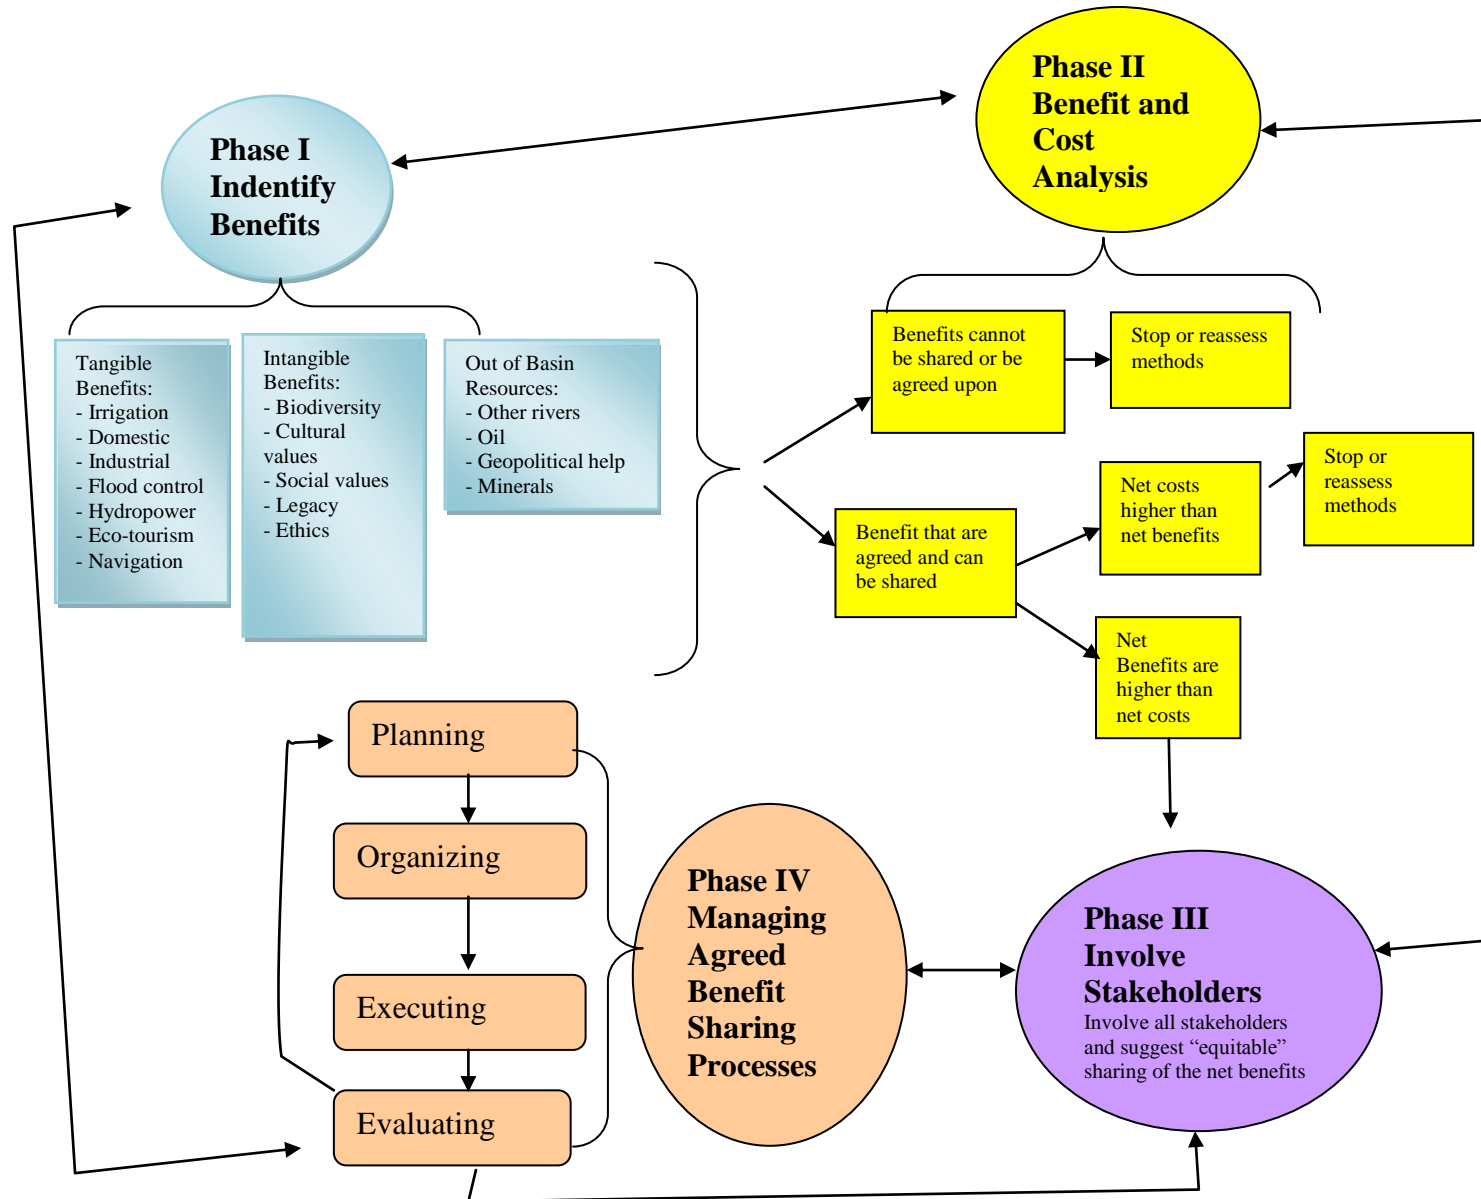 Phase I
Indentify
Benefits
Phase II
Benefit and
Cost
Analysis
Tangible
Benefits:
- Irrigation
- Domestic
- Industrial
- Flood control
- Hydropower
- Eco-tourism
- Navigation
Intangible
Benefits:
- Biodiversity
- Cultural
values
- Social values
- Legacy
- Ethics
Out of Basin
Resources:
- Other rivers
- Oil
- Geopolitical help
- Minerals
Benefits cannot
be shared or be
agreed upon
Stop or reassess
methods
Benefit that are
agreed and can
be shared
Net costs
higher than
net benefits
Stop or
reassess
methods
Net
Benefits are
higher than
net costs
Planning
Organizing
Executing
Evaluating
Phase IV
Managing
Agreed
Benefit
Sharing
Processes
Phase III
Involve
Stakeholders
Involve all stakeholders
and suggest “equitable”
sharing of the net benefits